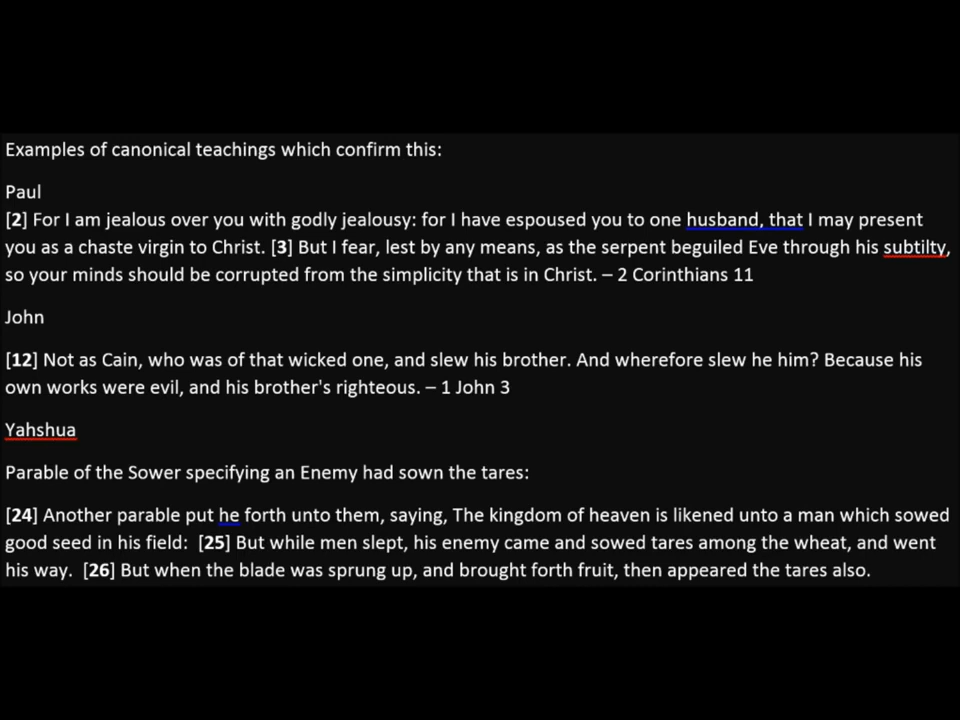 Examples of canonical teachings which confirm this:
Paul
[2] For I am jealous over you with godly jealousy: for I have espoused you to one husband, that I may present
you as a chaste virgin to Christ. [3] But I fear, lest by any means, as the serpent beguiled Eve through his subtilty,
so your minds should be corrupted from the simplicity that is in Christ. – 2 Corinthians 11
John
[12] Not as Cain, who was of that wicked one, and slew his brother. And wherefore slew he him? Because his
own works were evil, and his brother's righteous. – 1 John 3
Yahshua
Parable of the Sower specifying an Enemy had sown the tares:
[24] Another parable put he forth unto them, saying, The kingdom of heaven is likened unto a man which sowed
good seed in his field:  [25] But while men slept, his enemy came and sowed tares among the wheat, and went
his way.  [26] But when the blade was sprung up, and brought forth fruit, then appeared the tares also.